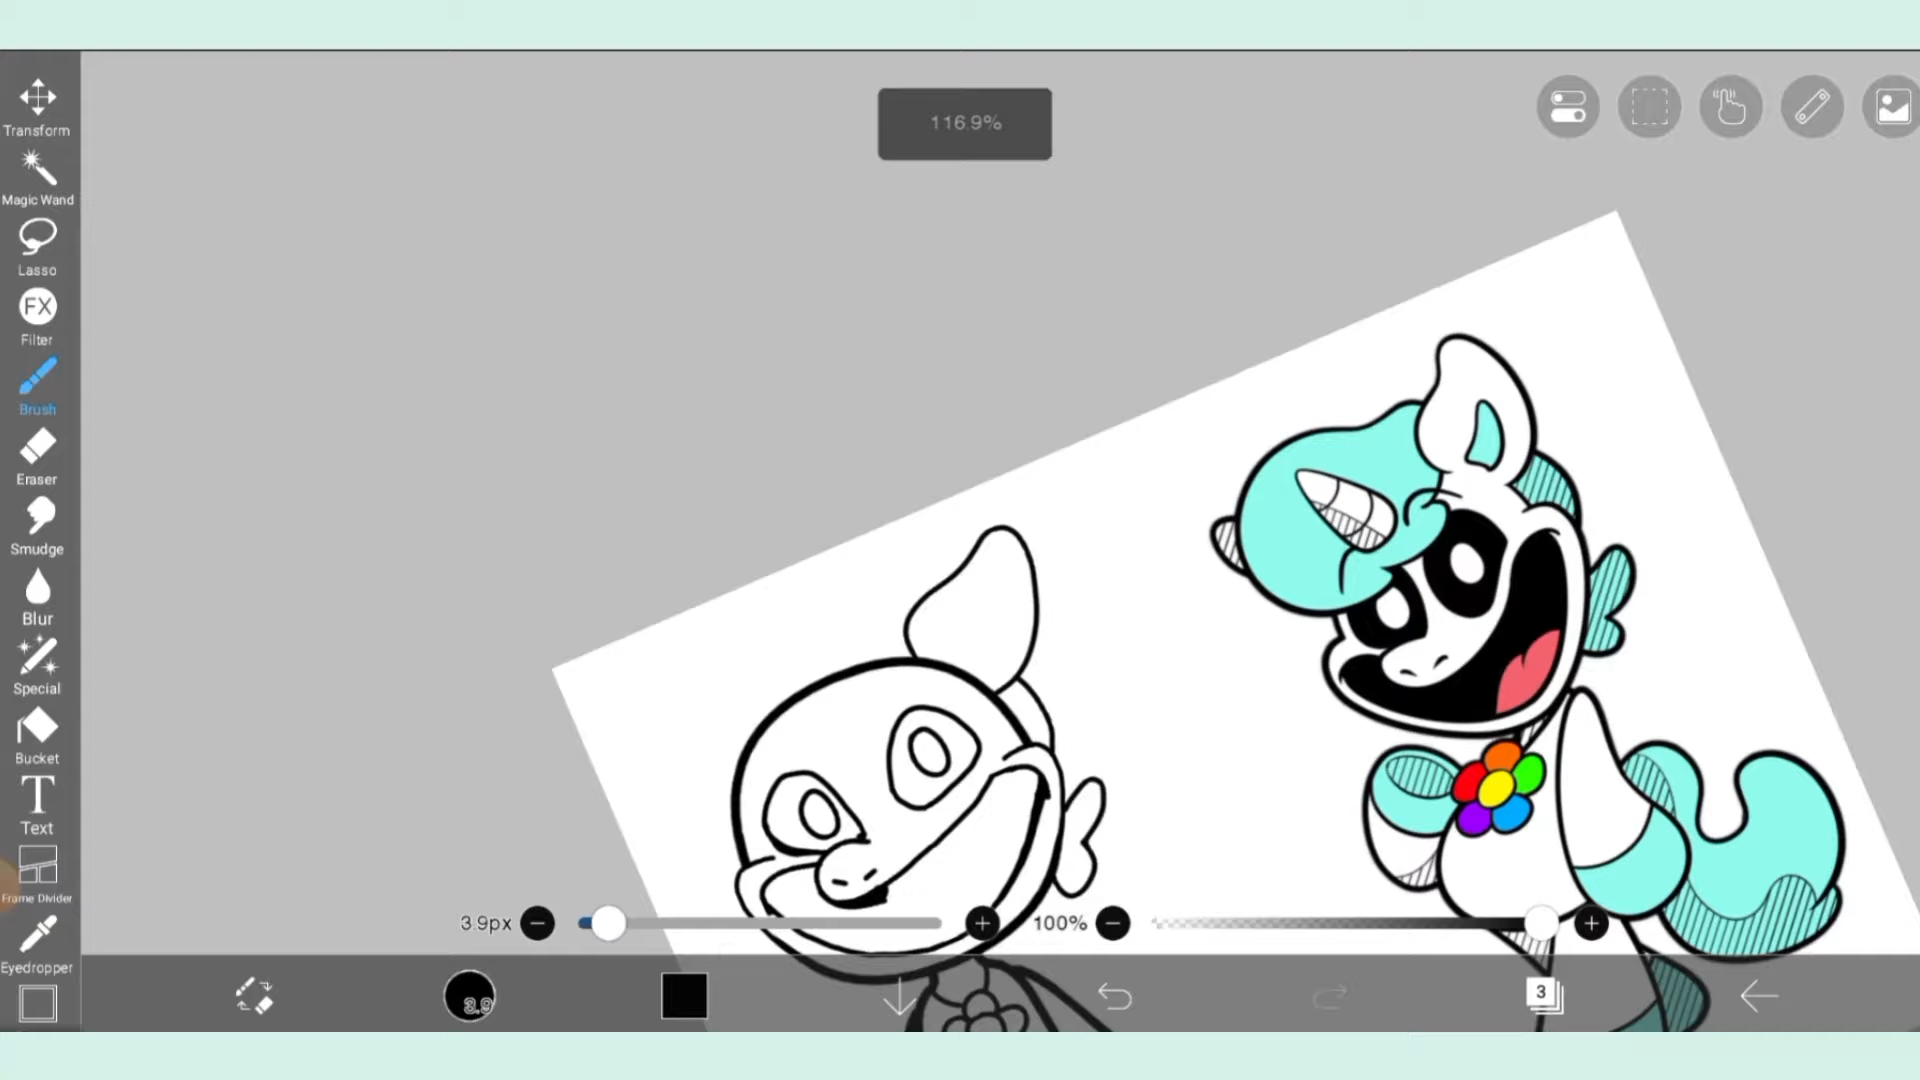 116.9%
Transform
Magic Wand
Lasso
FX
Filter
Brush
Eraser
Smudge
Blur
Special
Bucket
T
Text
Frame Divider
Eyedropper
3.9px
100%
3.9
3